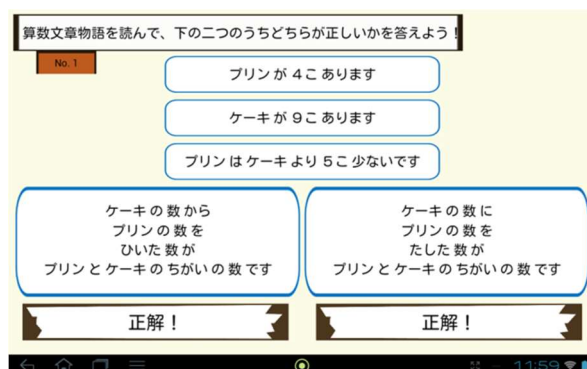 算数文章物語を読んで、下の二つのうちどちらが正しいかを答えよう！
No. 1
プリン が ４こ あります
ケーキ が ９こ あります
プリン は ケーキ より ５こ 少ないです
ケーキ の 数 から
プリン の 数 を
ひいた 数 が
プリン と ケーキ の ちがい の 数 です
ケーキ の 数 に
プリン の 数 を
たした 数 が
プリン と ケーキ の ちがい の 数 です
正解！
正解！
11:59